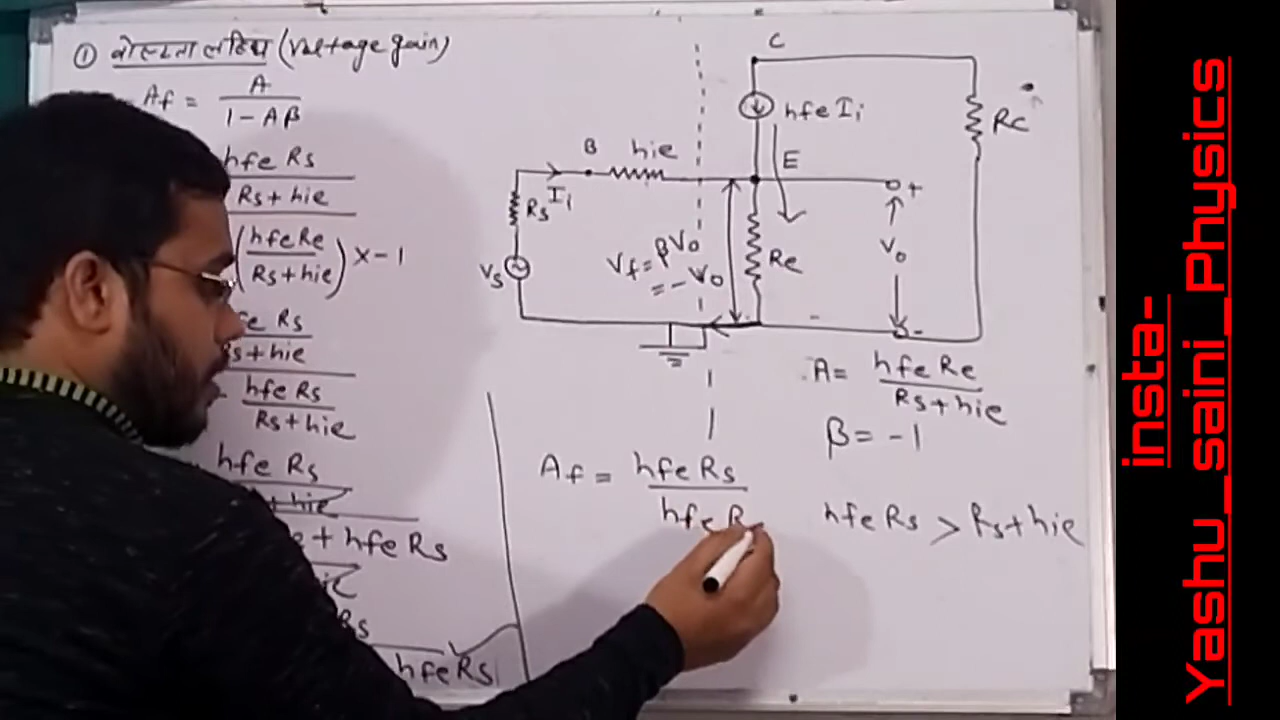 ① वोल्टता लब्धि (Voltage gain)
Af = A
1 - Aβ
hfe Rs
Rs + hie
(hfe Re
Rs + hie) x -1
fe Rs
s + hie
hfe Rs
Rs + hie
hfe Rs
+ hie
+ hfe Rs
hie
Rs
hfe Rs
C
hfe Ii
Rc
B hie
E
Ii
Rs
Vs
Vf = βVo
= - Vo
Re
+
Vo
-
A = hfe Re
Rs + hie
β = -1
Af = hfe Rs
hfe R
hfe Rs > Rs + hie
insta-
Yashu_saini_Physics